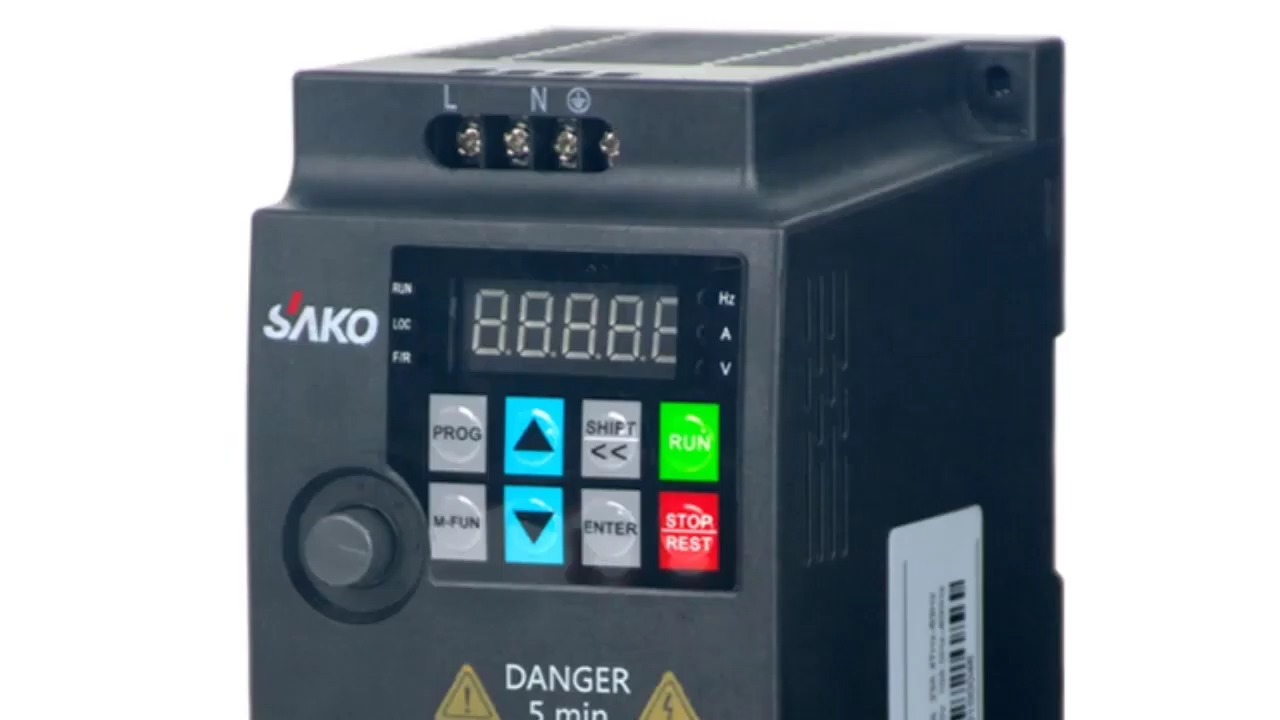 L N
SAKO
RUN
LOC
F/R
Hz
A
V
PROG
SHIFT
<<
RUN
M-FUN
ENTER
STOP
REST
DANGER
5 min